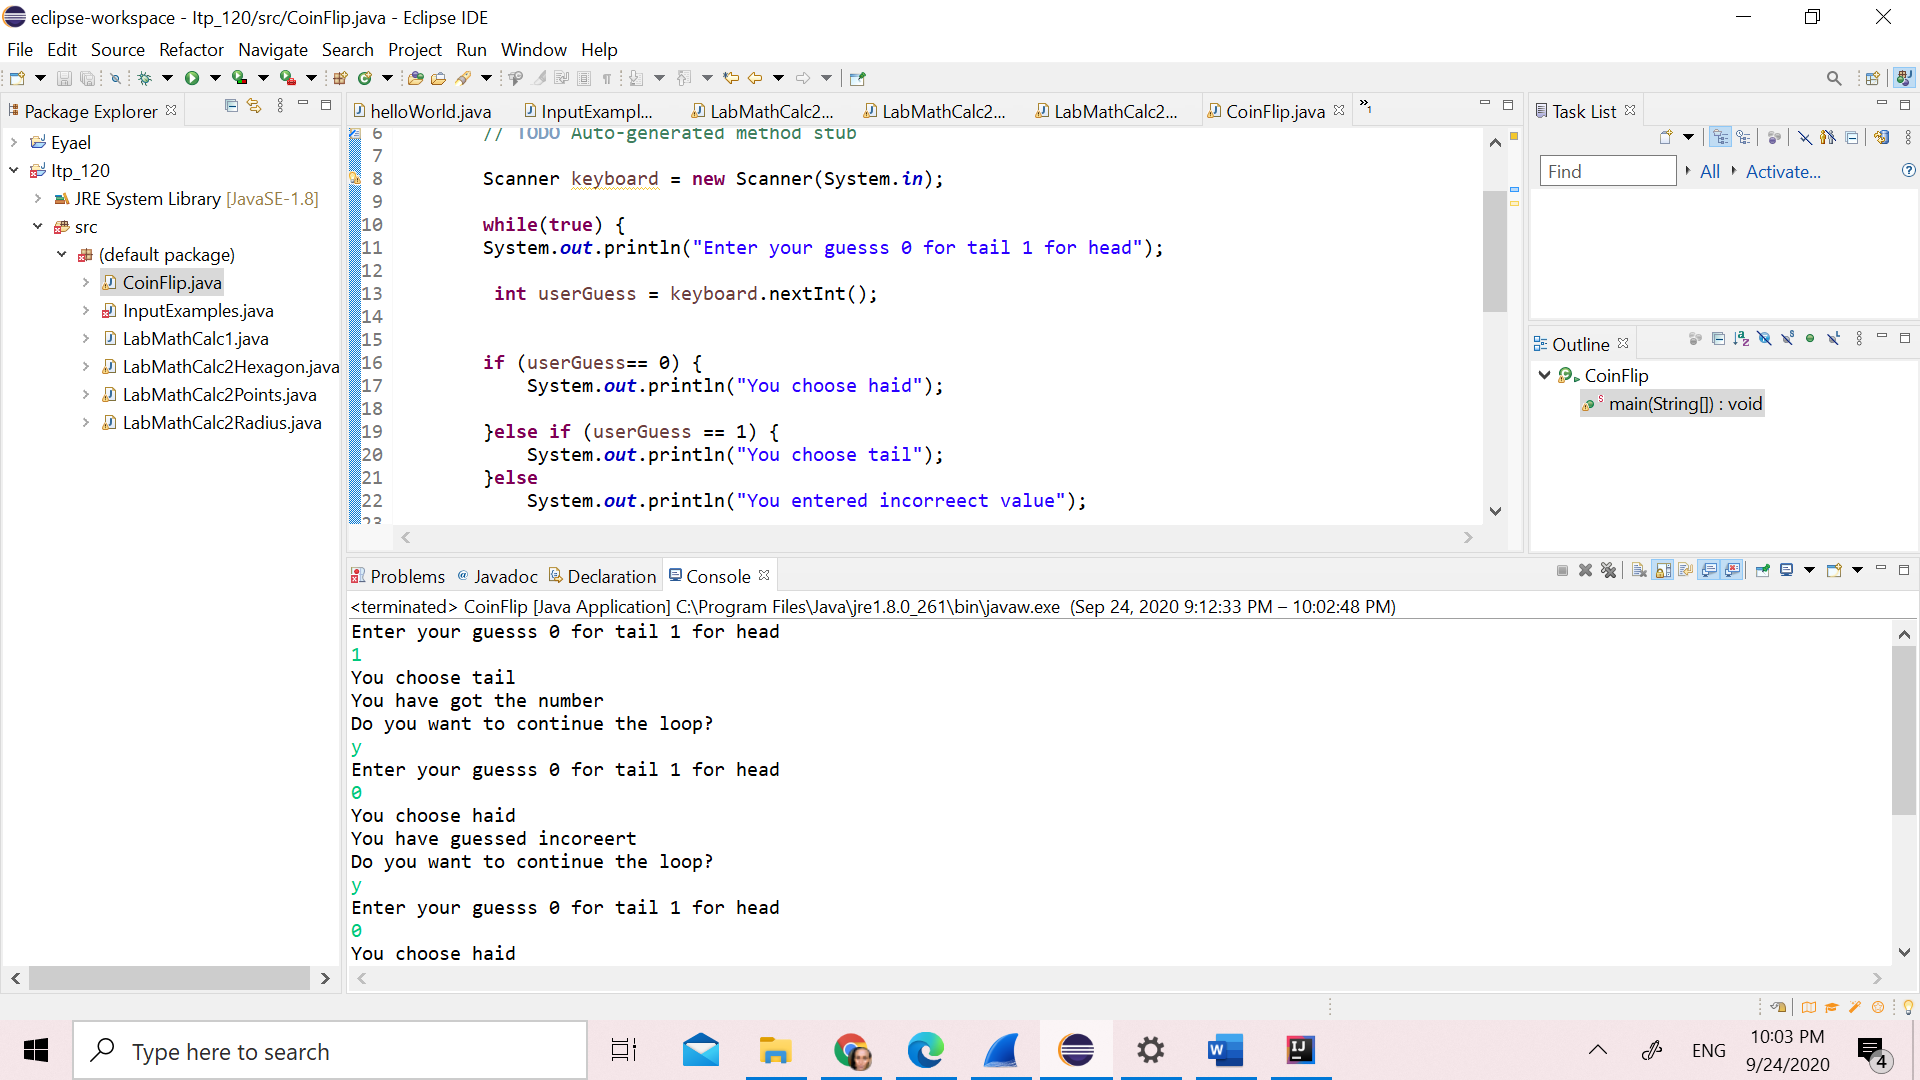 eclipse-workspace - Itp_120/src/CoinFlip.java - Eclipse IDE
File Edit Source Refactor Navigate Search Project Run Window Help
Package Explorer
Eyael
Itp_120
JRE System Library [JavaSE-1.8]
src
(default package)
CoinFlip.java
InputExamples.java
LabMathCalc1.java
LabMathCalc2Hexagon.java
LabMathCalc2Points.java
LabMathCalc2Radius.java
helloWorld.java InputExampl... LabMathCalc2... LabMathCalc2... LabMathCalc2... CoinFlip.java »1
6 // TODO Auto-generated method stub
7
8 Scanner keyboard = new Scanner(System.in);
9
10 while(true) {
11 System.out.println("Enter your guesss 0 for tail 1 for head");
12
13 int userGuess = keyboard.nextInt();
14
15
16 if (userGuess== 0) {
17 System.out.println("You choose haid");
18
19 }else if (userGuess == 1) {
20 System.out.println("You choose tail");
21 }else
22 System.out.println("You entered incorreect value");
23
Task List
Find All Activate...
Outline
CoinFlip
main(String[]) : void
Problems Javadoc Declaration Console
<terminated> CoinFlip [Java Application] C:\Program Files\Java\jre1.8.0_261\bin\javaw.exe (Sep 24, 2020 9:12:33 PM – 10:02:48 PM)
Enter your guesss 0 for tail 1 for head
1
You choose tail
You have got the number
Do you want to continue the loop?
y
Enter your guesss 0 for tail 1 for head
0
You choose haid
You have guessed incoreert
Do you want to continue the loop?
y
Enter your guesss 0 for tail 1 for head
0
You choose haid
Type here to search
ENG
10:03 PM
9/24/2020
4